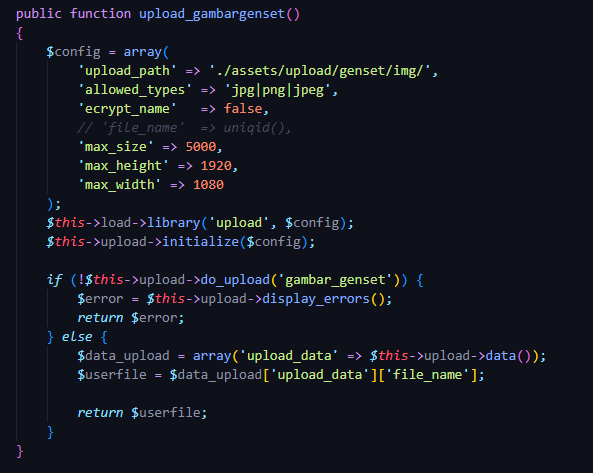 public function upload_gambargenset()
{
    $config = array(
        'upload_path' => './assets/upload/genset/img/',
        'allowed_types' => 'jpg|png|jpeg',
        'ecrypt_name'   => false,
        // 'file_name'  => uniqid(),
        'max_size' => 5000,
        'max_height' => 1920,
        'max_width' => 1080
    );
    $this->load->library('upload', $config);
    $this->upload->initialize($config);

    if (!$this->upload->do_upload('gambar_genset')) {
        $error = $this->upload->display_errors();
        return $error;
    } else {
        $data_upload = array('upload_data' => $this->upload->data());
        $userfile = $data_upload['upload_data']['file_name'];

        return $userfile;
    }
}